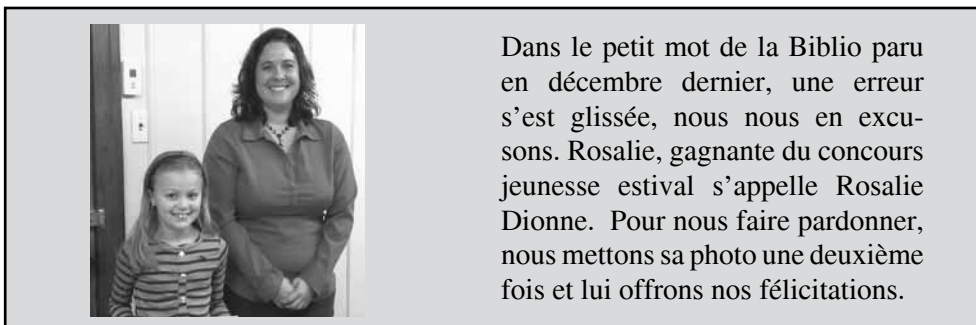 Dans le petit mot de la Biblio paru
en décembre dernier, une erreur
s’est glissée, nous nous en excu-
sons. Rosalie, gagnante du concours
jeunesse estival s’appelle Rosalie
Dionne.  Pour nous faire pardonner,
nous mettons sa photo une deuxième
fois et lui offrons nos félicitations.